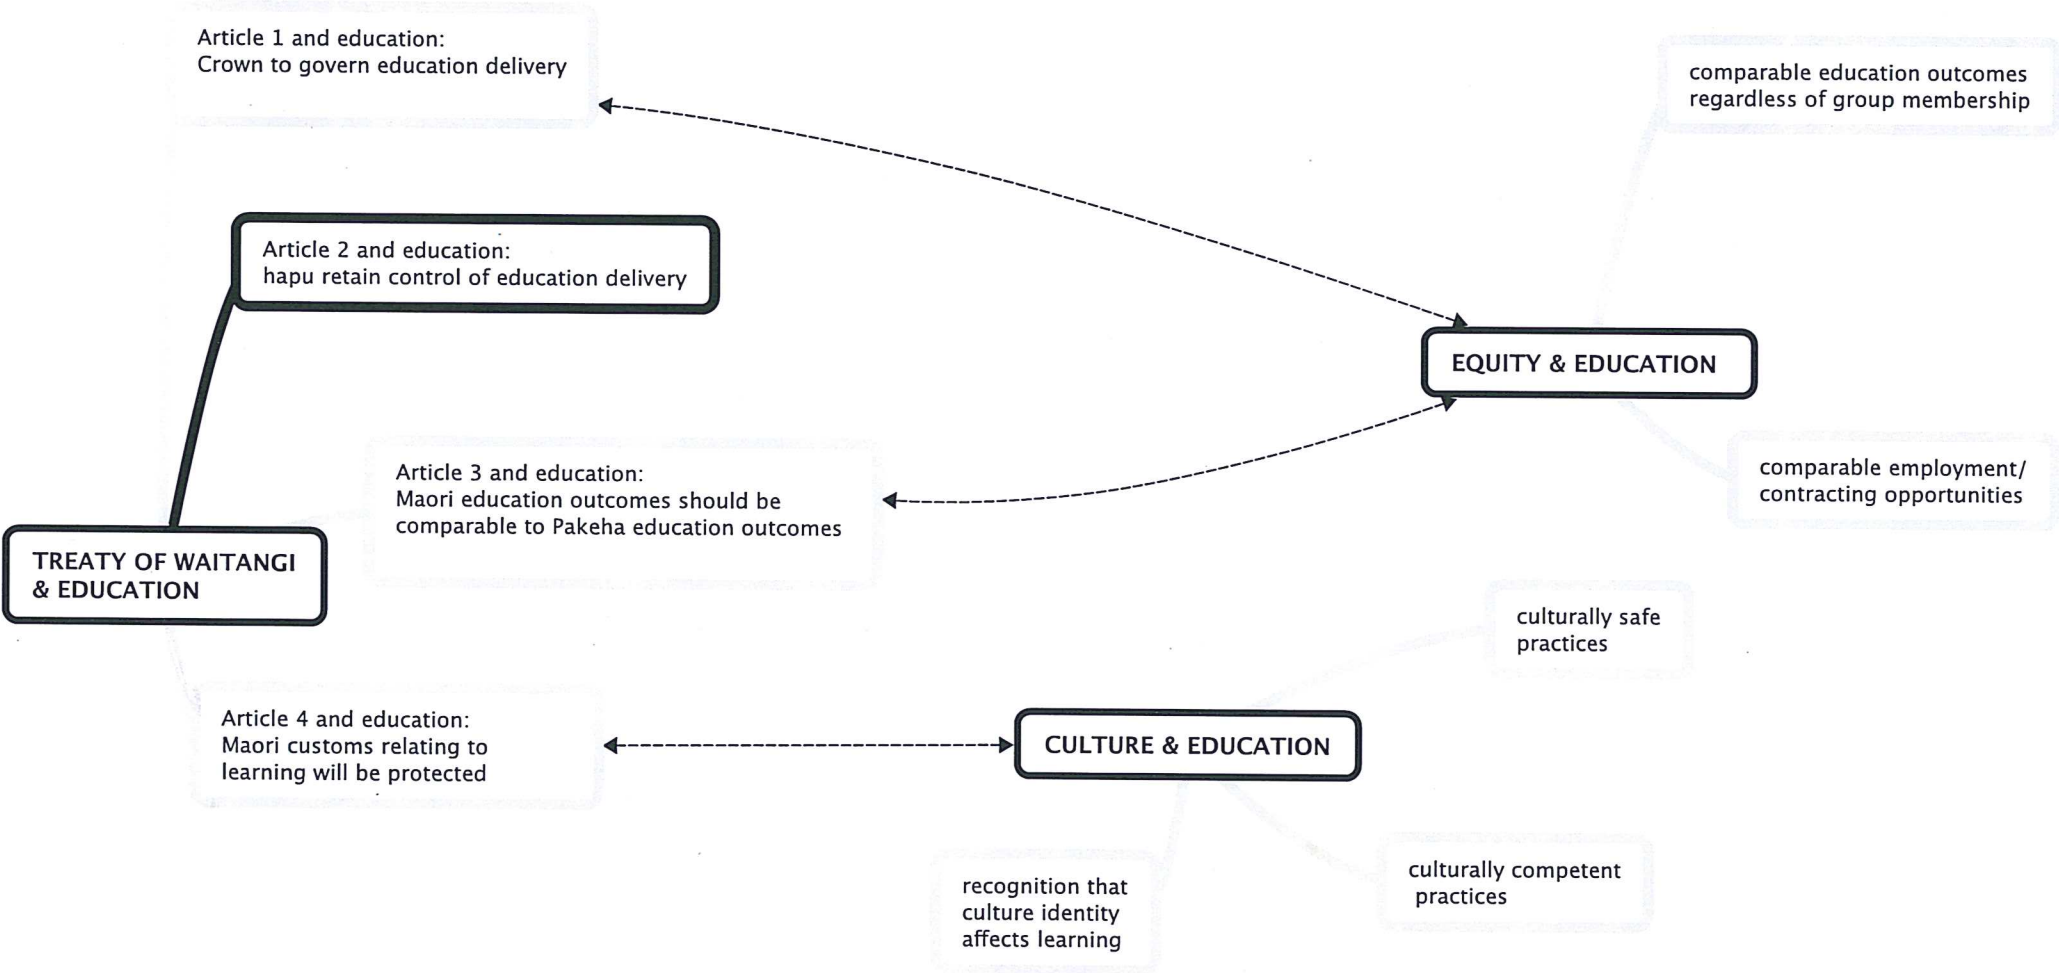 Article 1 and education:
Crown to govern education delivery
comparable education outcomes
regardless of group membership
Article 2 and education:
hapu retain control of education delivery
EQUITY & EDUCATION
Article 3 and education:
Maori education outcomes should be
comparable to Pakeha education outcomes
comparable employment/
contracting opportunities
TREATY OF WAITANGI
& EDUCATION
culturally safe
practices
Article 4 and education:
Maori customs relating to
learning will be protected
CULTURE & EDUCATION
culturally competent
practices
recognition that
culture identity
affects learning